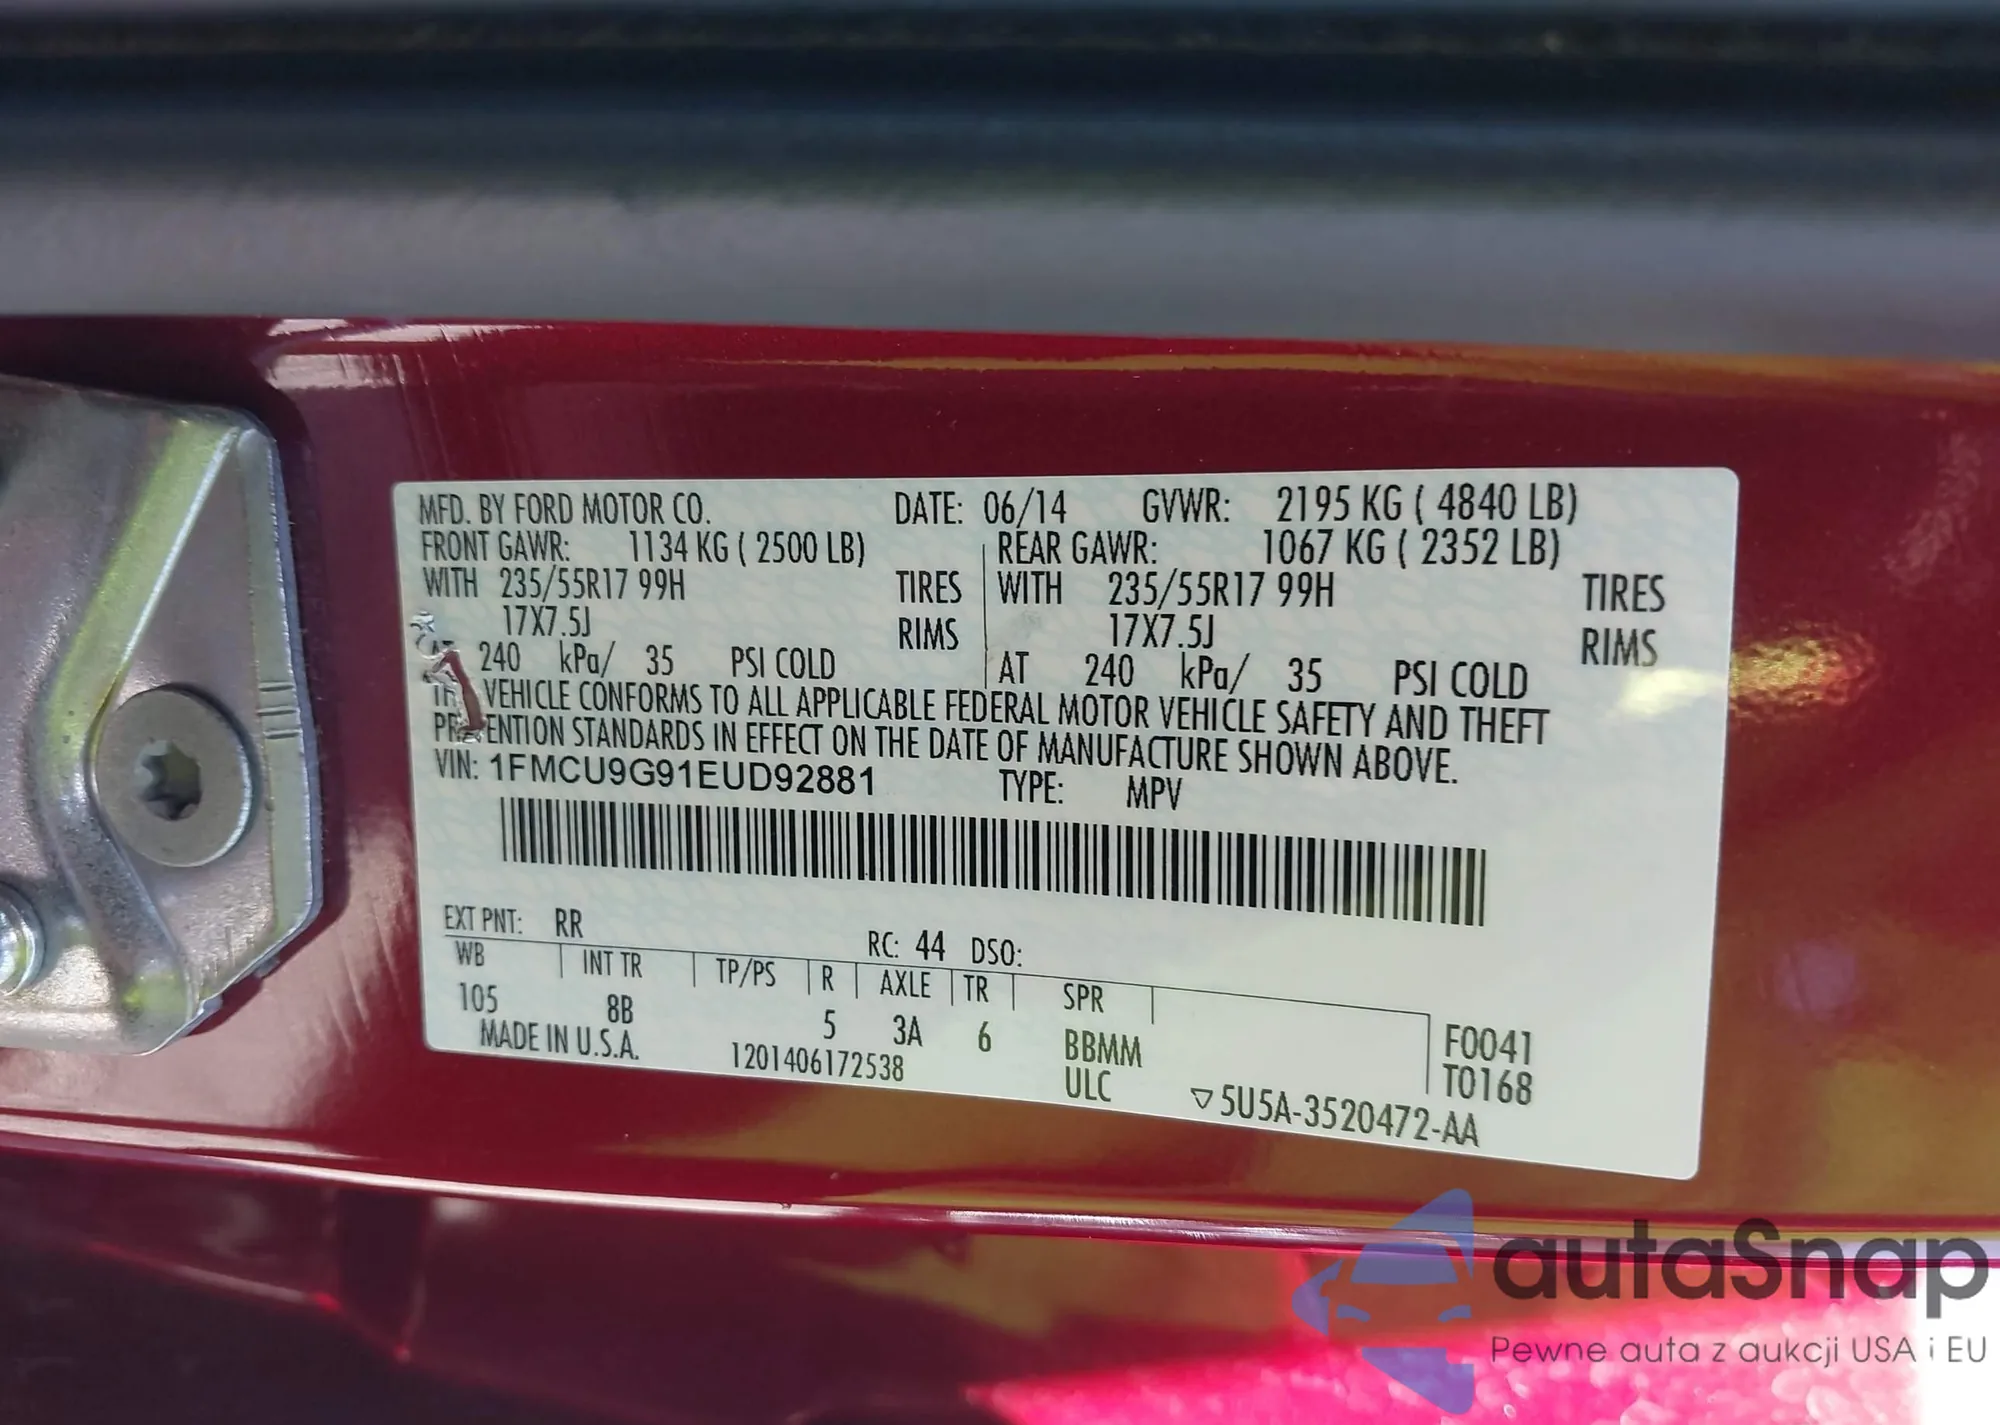 MFD. BY FORD MOTOR CO. DATE: 06/14 GVWR: 2195 KG ( 4840 LB)
FRONT GAWR: 1134 KG ( 2500 LB) REAR GAWR: 1067 KG ( 2352 LB)
WITH 235/55R17 99H TIRES WITH 235/55R17 99H TIRES
17X7.5J RIMS 17X7.5J RIMS
240 kPa/ 35 PSI COLD AT 240 kPa/ 35 PSI COLD
VEHICLE CONFORMS TO ALL APPLICABLE FEDERAL MOTOR VEHICLE SAFETY AND THEFT
STANDARDS IN EFFECT ON THE DATE OF MANUFACTURE SHOWN ABOVE.
VIN: 1FMCU9G91EUD92881 TYPE: MPV
EXT PNT: RR RC: 44 DSO:
WB INT TR TP/PS R AXLE TR SPR
105 8B 5 3A 6 BBMM F0041
MADE IN U.S.A. 1201406172538 ULC T0168
▽5U5A-3520472-AA
autaSnap
Pewne auta z aukcji USA i EU